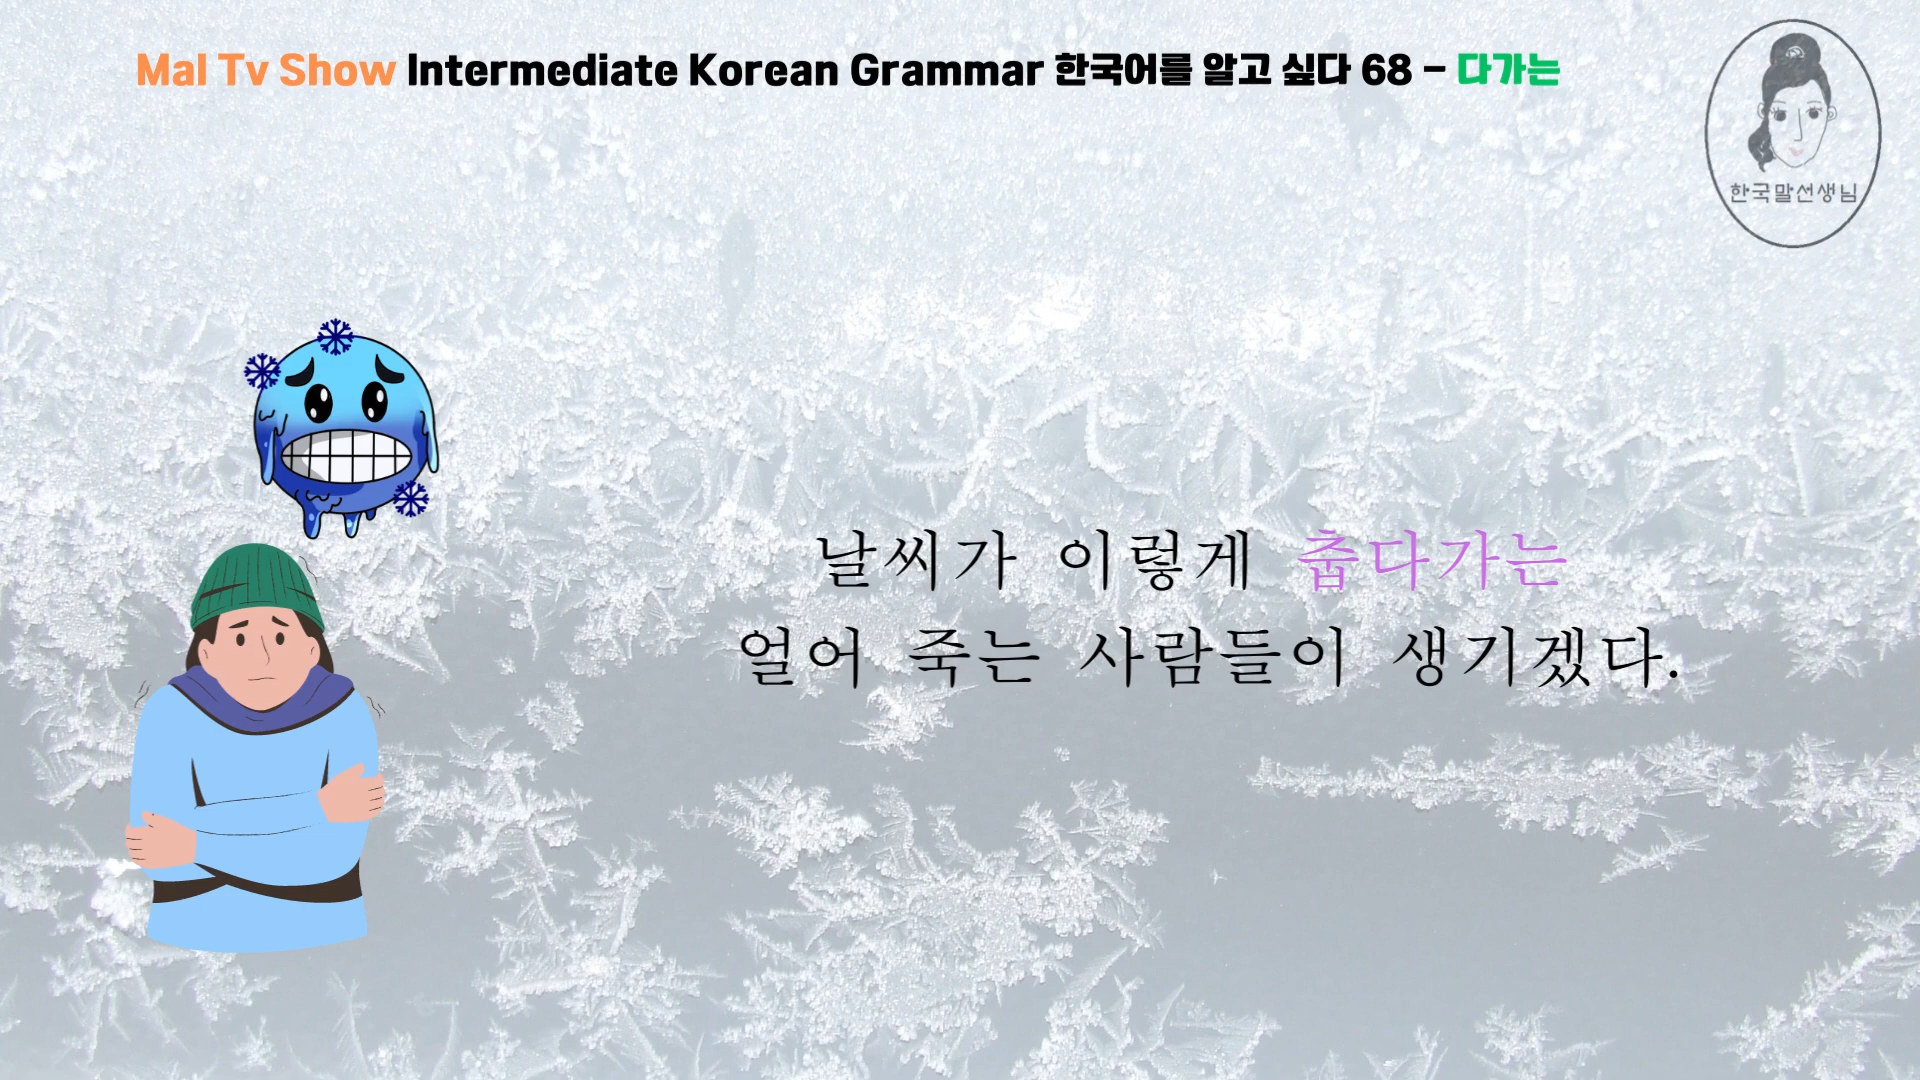 Mal Tv Show Intermediate Korean Grammar 한국어를 알고 싶다 68 - 다가는
한국말선생님
날씨가 이렇게 춥다가는
얼어 죽는 사람들이 생기겠다.